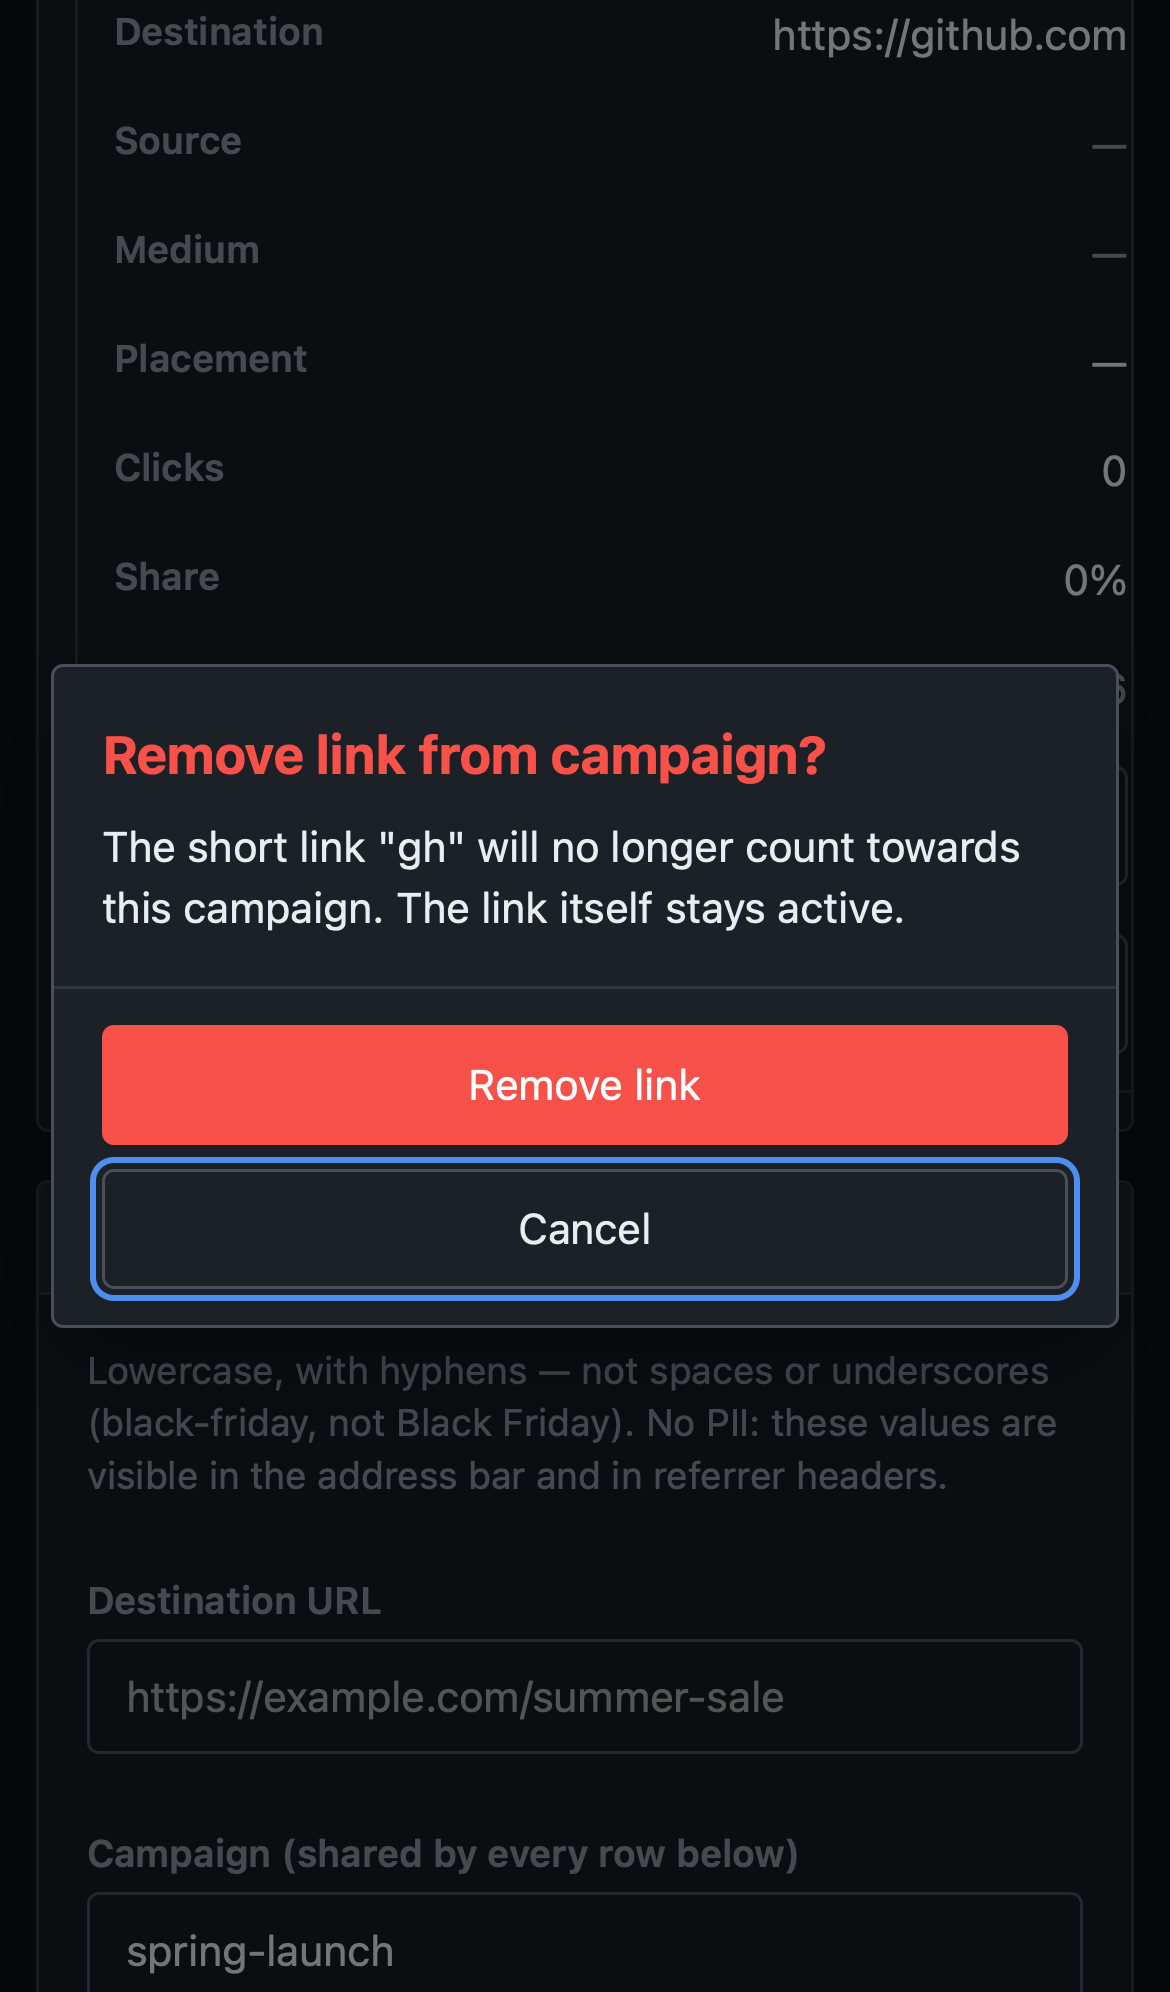 Destination
https://github.com
Source
—
Medium
—
Placement
—
Clicks
0
Share
0%
Remove link from campaign?
The short link "gh" will no longer count towards
this campaign. The link itself stays active.
Remove link
Cancel
Lowercase, with hyphens — not spaces or underscores
(black-friday, not Black Friday). No PII: these values are
visible in the address bar and in referrer headers.
Destination URL
https://example.com/summer-sale
Campaign (shared by every row below)
spring-launch